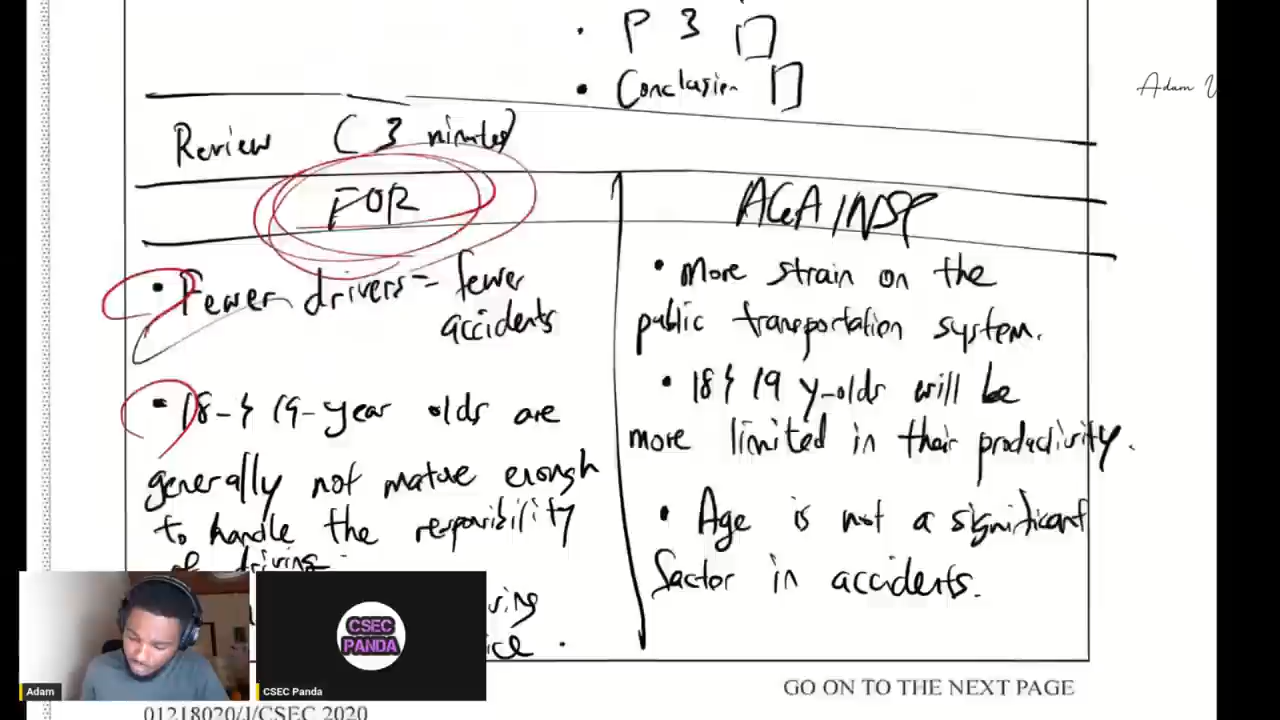 • P 3
• Conclusion
Adam
Review (3 minutes)
FOR
AGAINST
• Fewer drivers = fewer
accidents
• 18- & 19-year olds are
generally not mature enough
to handle the responsibility
of driving
• More strain on the
public transportation system.
• 18 & 19 y-olds will be
more limited in their productivity.
• Age is not a significant
factor in accidents.
CSEC
PANDA
Adam
CSEC Panda
GO ON TO THE NEXT PAGE
01218020/J/CSEC 2020